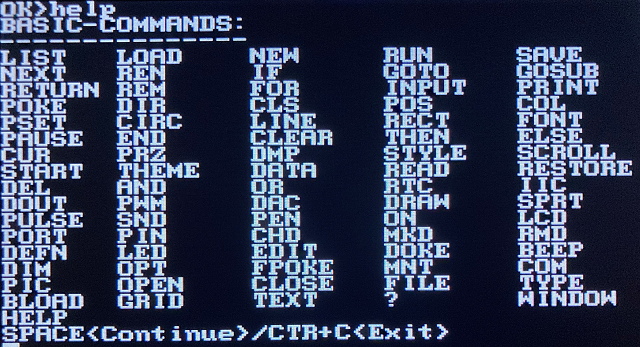 OK>help
BASIC-COMMANDS:
---------------
LIST LOAD NEW RUN SAVE
NEXT REN IF GOTO GOSUB
RETURN REM FOR INPUT PRINT
POKE DIR CLS POS COL
PSET CIRC LINE RECT FONT
PAUSE END CLEAR THEN ELSE
CUR PRZ DMP STYLE SCROLL
START THEME DATA READ RESTORE
DEL AND OR RTC IIC
DOUT PWM DAC DRAW SPRT
PULSE SND PEN ON LCD
PORT PIN CHD MKD RMD
DEFN LED EDIT DOKE BEEP
DIM OPT FPOKE MNT COM
PIC OPEN CLOSE FILE TYPE
BLOAD GRID TEXT ? WINDOW
HELP
SPACE<Continue>/CTR+C<Exit>